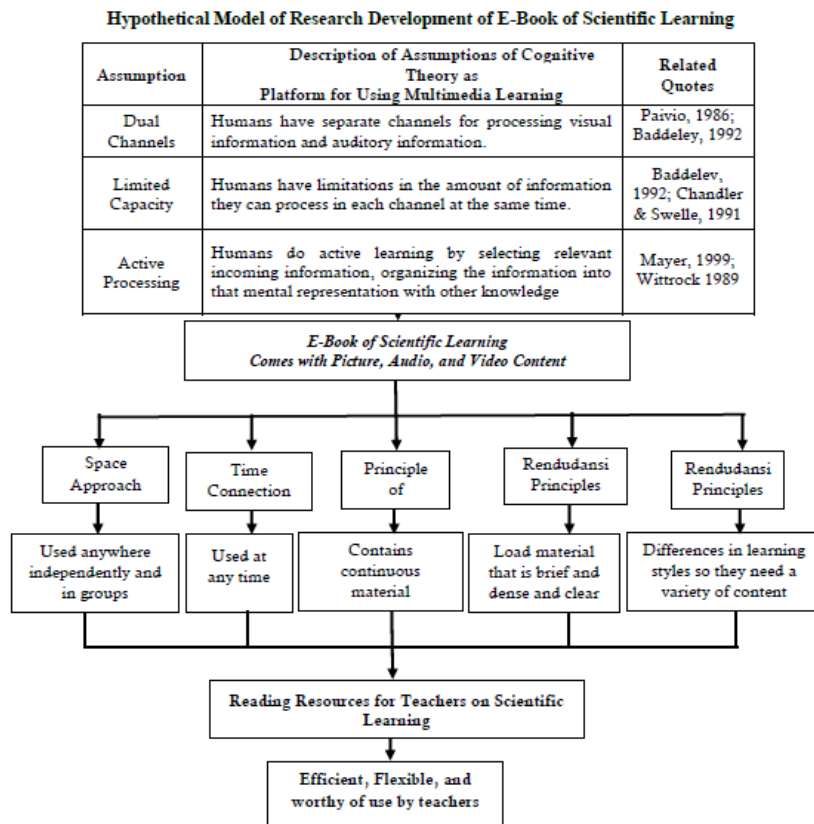 Hypothetical Model of Research Development of E-Book of Scientific Learning
Assumption
Description of Assumptions of Cognitive
Theory as
Platform for Using Multimedia Learning
Related
Quotes
Dual
Channels
Humans have separate channels for processing visual
information and auditory information.
Paivio, 1986;
Baddeley, 1992
Limited
Capacity
Humans have limitations in the amount of information
they can process in each channel at the same time.
Baddelev,
1992; Chandler
& Swelle, 1991
Active
Processing
Humans do active learning by selecting relevant
incoming information, organizing the information into
that mental representation with other knowledge
Mayer, 1999;
Wittrock 1989
E-Book of Scientific Learning
Comes with Picture, Audio, and Video Content
Space
Approach
Time
Connection
Principle
of
Rendudansi
Principles
Rendudansi
Principles
Used anywhere
independently and
in groups
Used at
any time
Contains
continuous
material
Load material
that is brief and
dense and clear
Differences in learning
styles so they need a
variety of content
Reading Resources for Teachers on Scientific
Learning
Efficient, Flexible, and
worthy of use by teachers